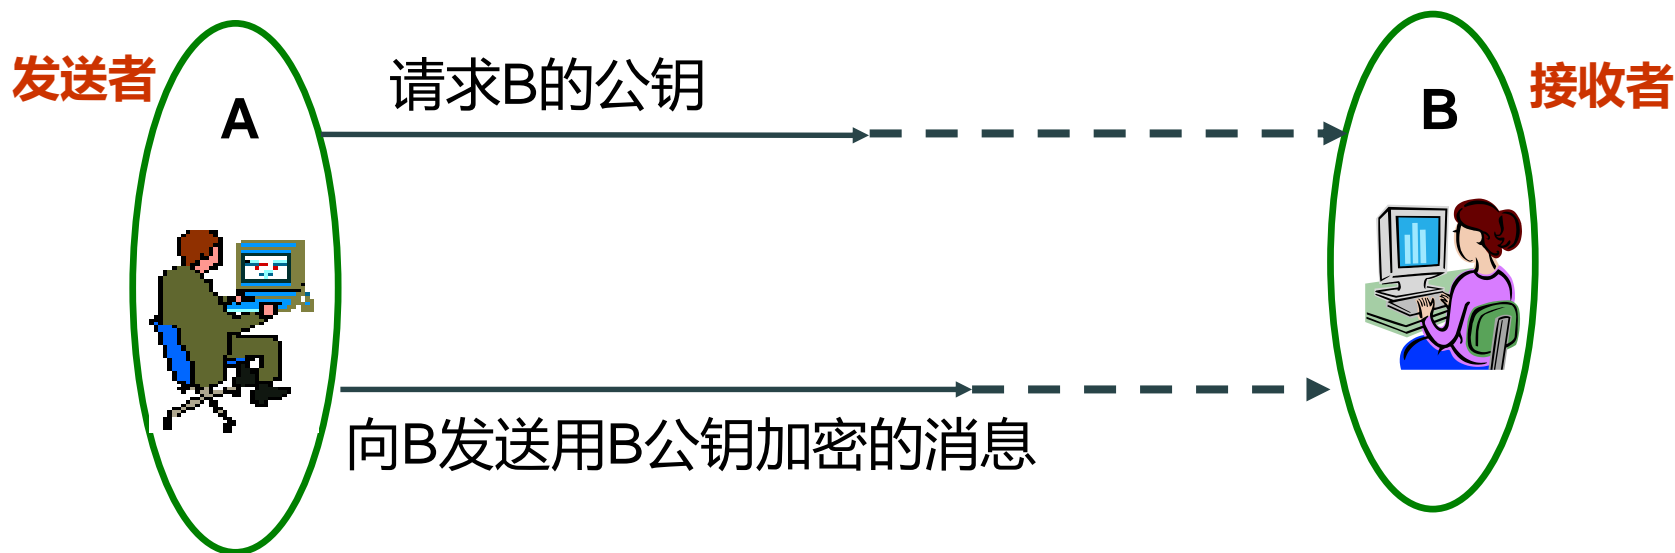 发送者
A
请求B的公钥
B
接收者
向B发送用B公钥加密的消息